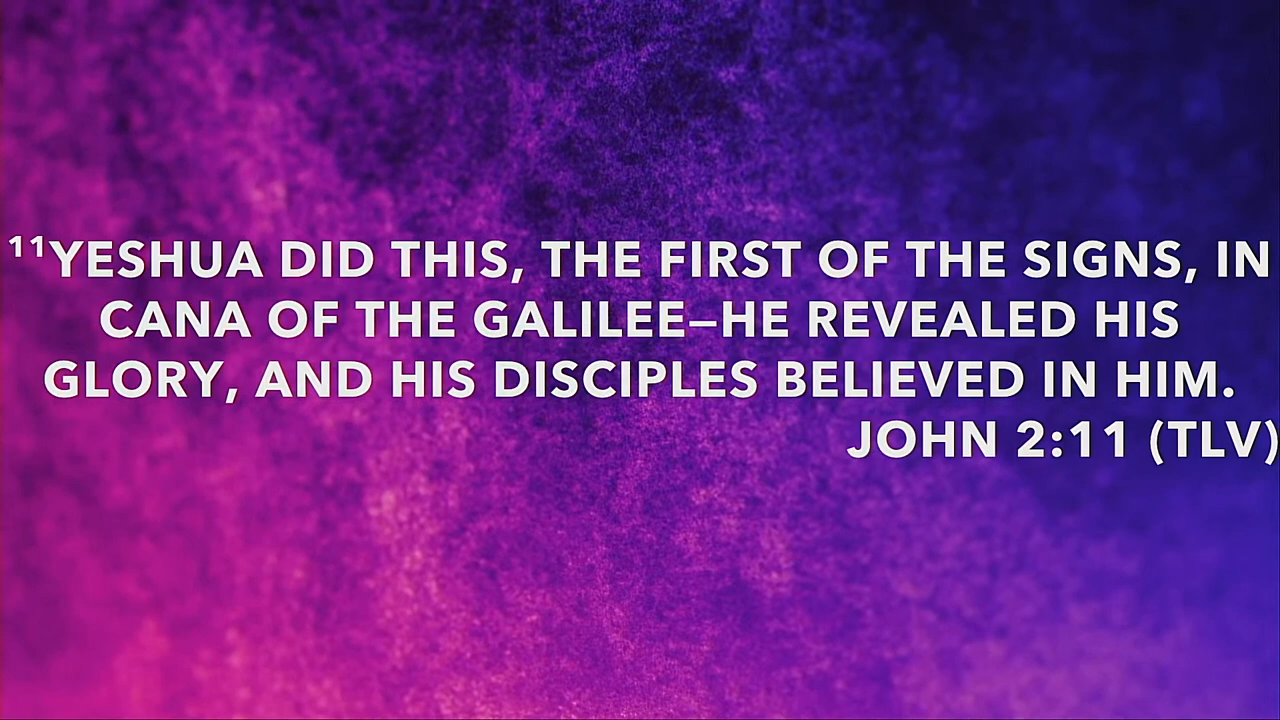 ¹¹YESHUA DID THIS, THE FIRST OF THE SIGNS, IN
CANA OF THE GALILEE–HE REVEALED HIS
GLORY, AND HIS DISCIPLES BELIEVED IN HIM.
JOHN 2:11 (TLV)